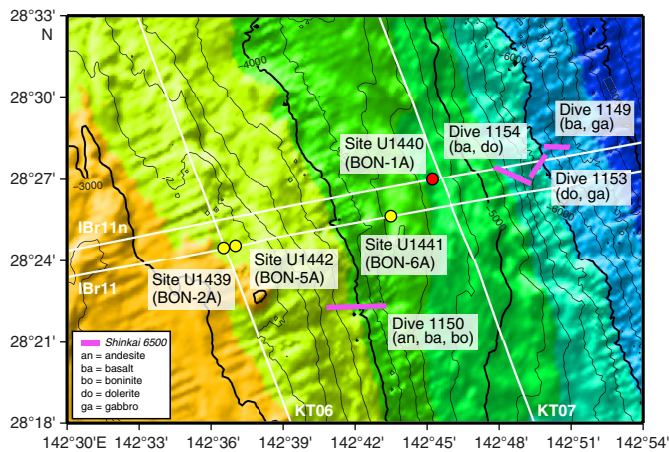 28°33'
N
28°30'
28°27'
28°24'
28°21'
28°18'
142°30'E
142°33'
142°36'
142°39'
142°42'
142°45'
142°48'
142°51'
142°54'
-4000
-6000
-3000
-5000
-6000
Dive 1149
(ba, ga)
Dive 1154
(ba, do)
Site U1440
(BON-1A)
Dive 1153
(do, ga)
IBr11n
IBr11
Site U1441
(BON-6A)
Site U1442
(BON-5A)
Site U1439
(BON-2A)
Dive 1150
(an, ba, bo)
Shinkai 6500
an = andesite
ba = basalt
bo = boninite
do = dolerite
ga = gabbro
KT06
KT07